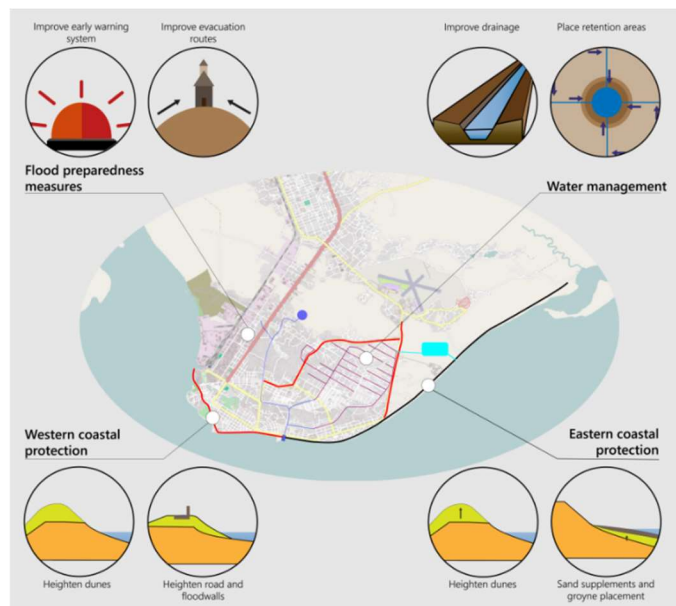 Improve early warning
system
Improve evacuation
routes
Improve drainage
Place retention areas
Flood preparedness
measures
Water management
Western coastal
protection
Eastern coastal
protection
Heighten dunes
Heighten road and
floodwalls
Heighten dunes
Sand supplements and
groyne placement